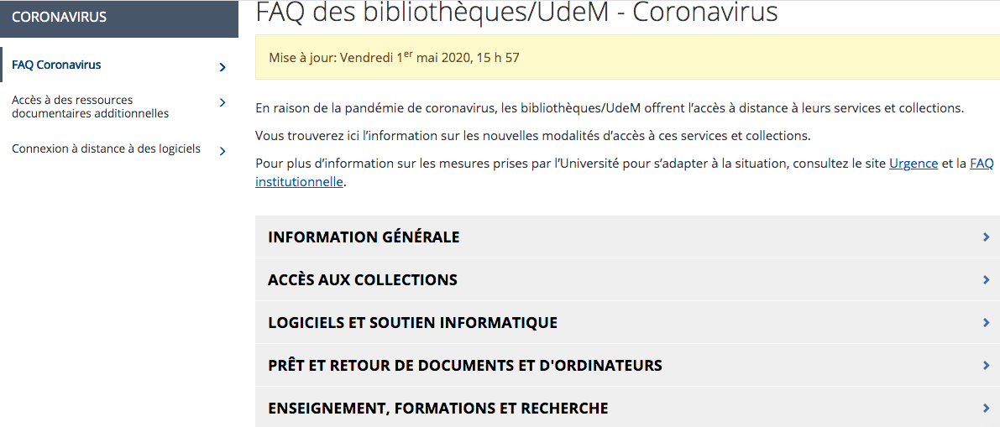 CORONAVIRUS
FAQ Coronavirus
Accès à des ressources
documentaires additionnelles
Connexion à distance à des logiciels
FAQ des bibliothèques/UdeM - Coronavirus
Mise à jour: Vendredi 1er mai 2020, 15 h 57
En raison de la pandémie de coronavirus, les bibliothèques/UdeM offrent l’accès à distance à leurs services et collections.
Vous trouverez ici l’information sur les nouvelles modalités d’accès à ces services et collections.
Pour plus d’information sur les mesures prises par l’Université pour s’adapter à la situation, consultez le site Urgence et la FAQ
institutionnelle.
INFORMATION GÉNÉRALE
ACCÈS AUX COLLECTIONS
LOGICIELS ET SOUTIEN INFORMATIQUE
PRÊT ET RETOUR DE DOCUMENTS ET D'ORDINATEURS
ENSEIGNEMENT, FORMATIONS ET RECHERCHE